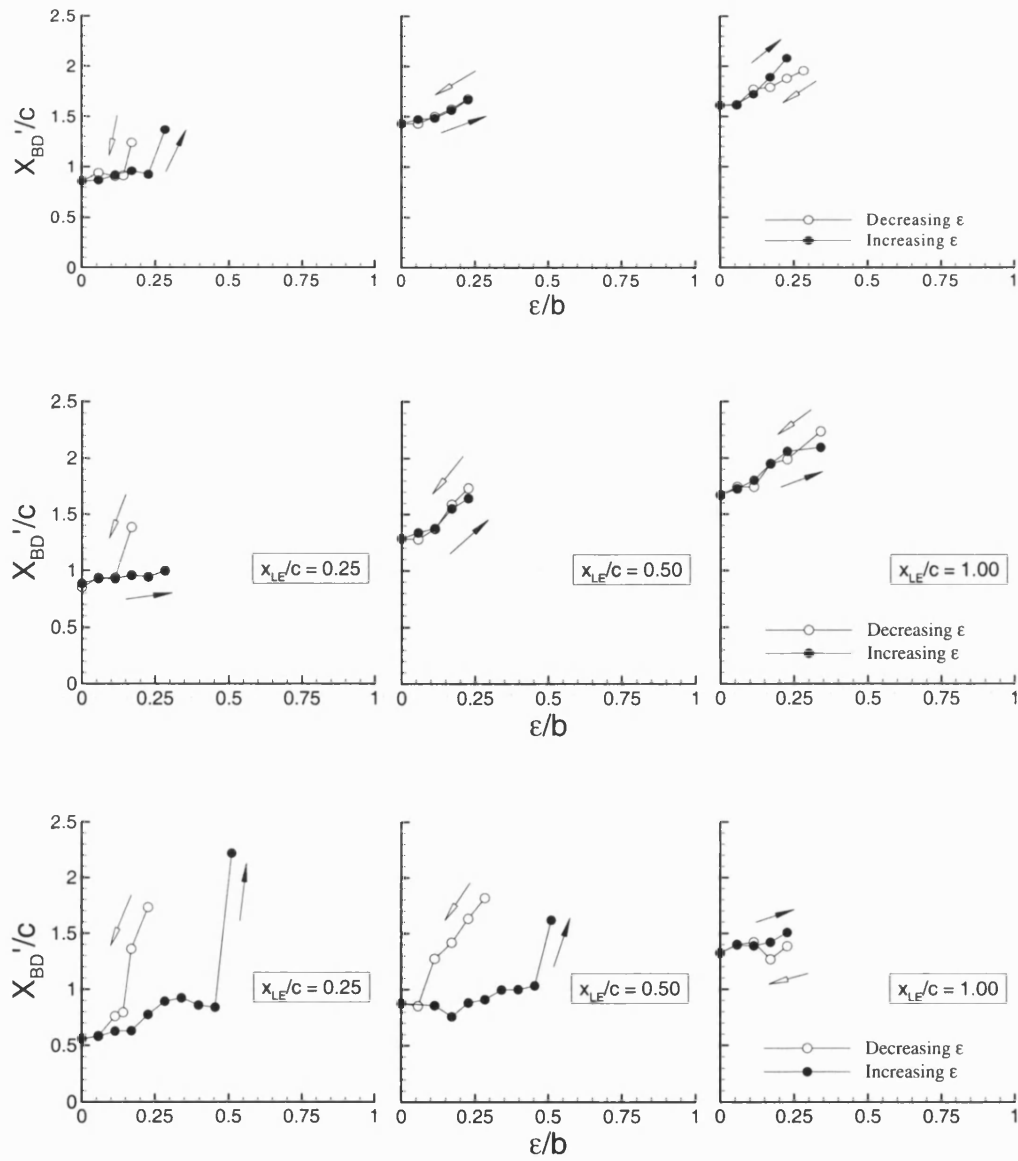 2.5
2
1.5
1
0.5
0
X_BD'/c
0 0.25 0.5 0.75 1
0 0.25 0.5 0.75 1
0 0.25 0.5 0.75 1
ε/b
Decreasing ε
Increasing ε
2.5
2
1.5
1
0.5
0
X_BD'/c
x_LE/c = 0.25
x_LE/c = 0.50
x_LE/c = 1.00
Decreasing ε
Increasing ε
0 0.25 0.5 0.75 1
0 0.25 0.5 0.75 1
0 0.25 0.5 0.75 1
ε/b
2.5
2
1.5
1
0.5
0
X_BD'/c
x_LE/c = 0.25
x_LE/c = 0.50
x_LE/c = 1.00
Decreasing ε
Increasing ε
0 0.25 0.5 0.75 1
0 0.25 0.5 0.75 1
0 0.25 0.5 0.75 1
ε/b